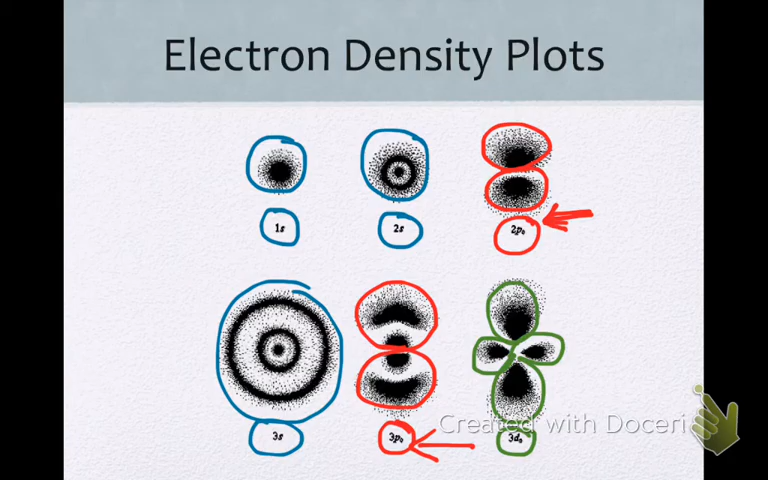 Electron Density Plots
1s 2s 2p₀
3s 3p₀ 3d₀
Created with Doceri